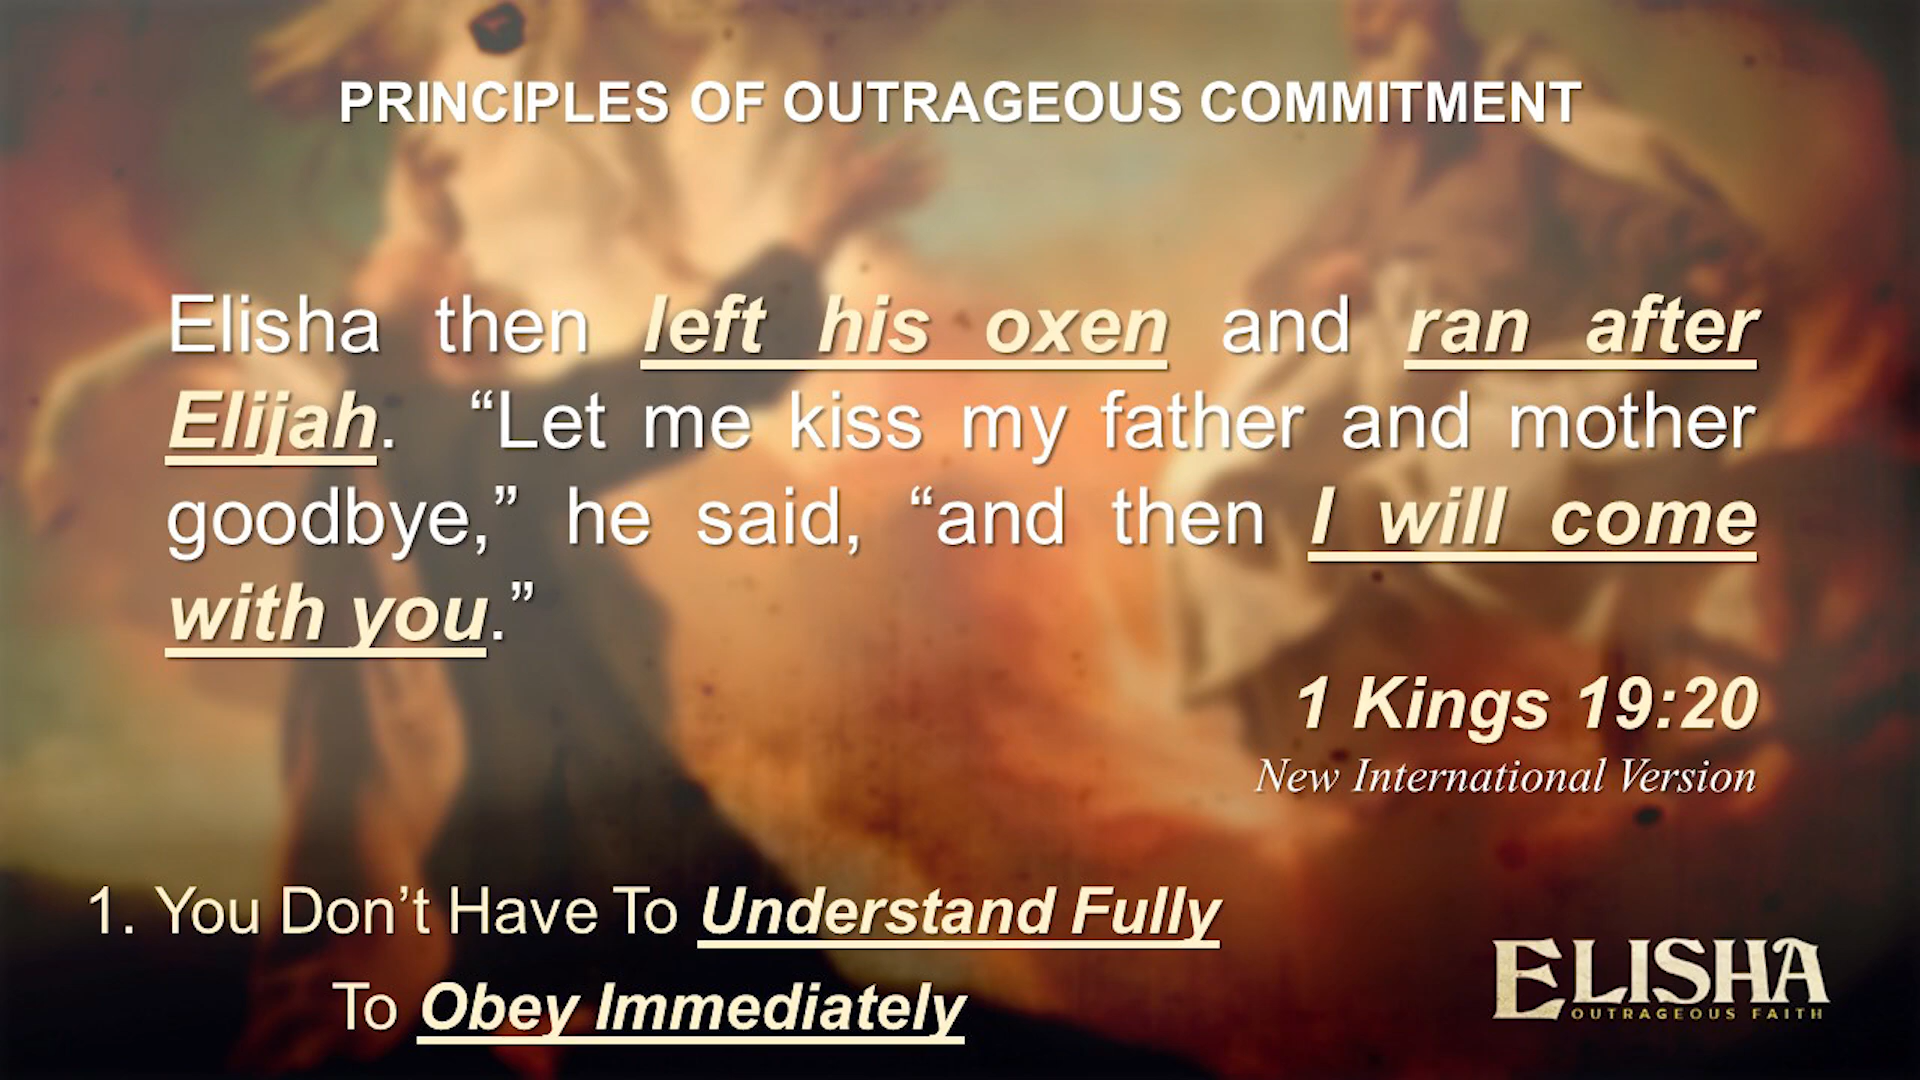 PRINCIPLES OF OUTRAGEOUS COMMITMENT
Elisha then left his oxen and ran after
Elijah. “Let me kiss my father and mother
goodbye,” he said, “and then I will come
with you.”
1 Kings 19:20
New International Version
1. You Don’t Have To Understand Fully
To Obey Immediately
ELISHA
OUTRAGEOUS FAITH